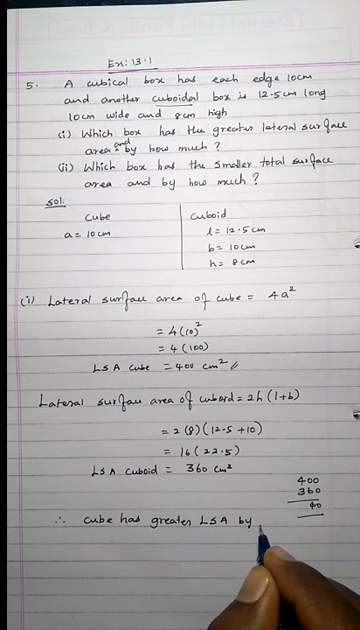 Ex: 13.1
5. A cubical box has each edge 10cm
and another cuboidal box is 12.5cm long
10cm wide and 8cm high
(i) Which box has the greater lateral surface
area and by how much?
(ii) Which box has the smaller total surface
area and by how much?
Sol:
Cube
a = 10cm
Cuboid
l = 12.5cm
b = 10cm
h = 8cm
(i) Lateral surface area of cube = 4a²
= 4(10)²
= 4(100)
LSA cube = 400 cm²
Lateral surface area of cuboid = 2h(l+b)
= 2(8)(12.5+10)
= 16(22.5)
LSA cuboid = 360 cm²
400
360
40
∴ cube has greater LSA by